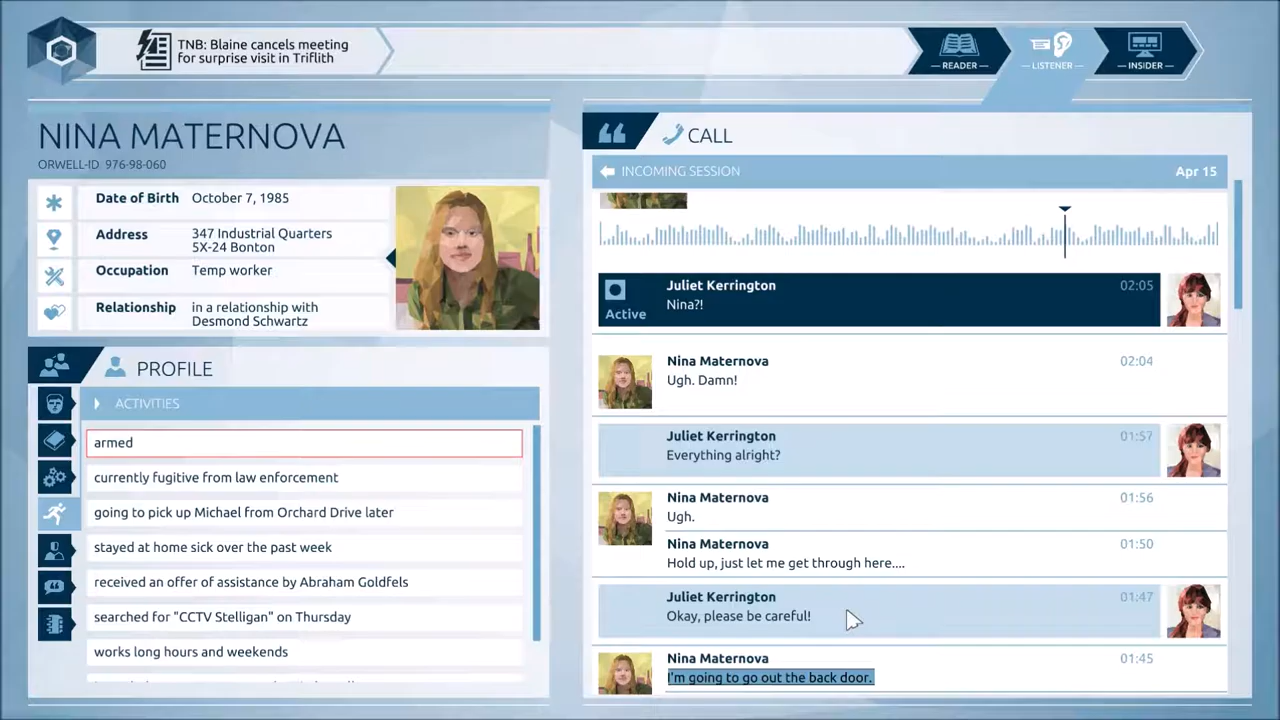 TNB: Blaine cancels meeting
for surprise visit in Triflith
READER
LISTENER
INSIDER
NINA MATERNOVA
ORWELL-ID 976-98-060
Date of Birth October 7, 1985
Address 347 Industrial Quarters
5X-24 Bonton
Occupation Temp worker
Relationship in a relationship with
Desmond Schwartz
PROFILE
ACTIVITIES
armed
currently fugitive from law enforcement
going to pick up Michael from Orchard Drive later
stayed at home sick over the past week
received an offer of assistance by Abraham Goldfels
searched for "CCTV Stelligan" on Thursday
works long hours and weekends
CALL
INCOMING SESSION Apr 15
Juliet Kerrington 02:05
Nina?!
Active
Nina Maternova 02:04
Ugh. Damn!
Juliet Kerrington 01:57
Everything alright?
Nina Maternova 01:56
Ugh.
Nina Maternova 01:50
Hold up, just let me get through here....
Juliet Kerrington 01:47
Okay, please be careful!
Nina Maternova 01:45
I'm going to go out the back door.